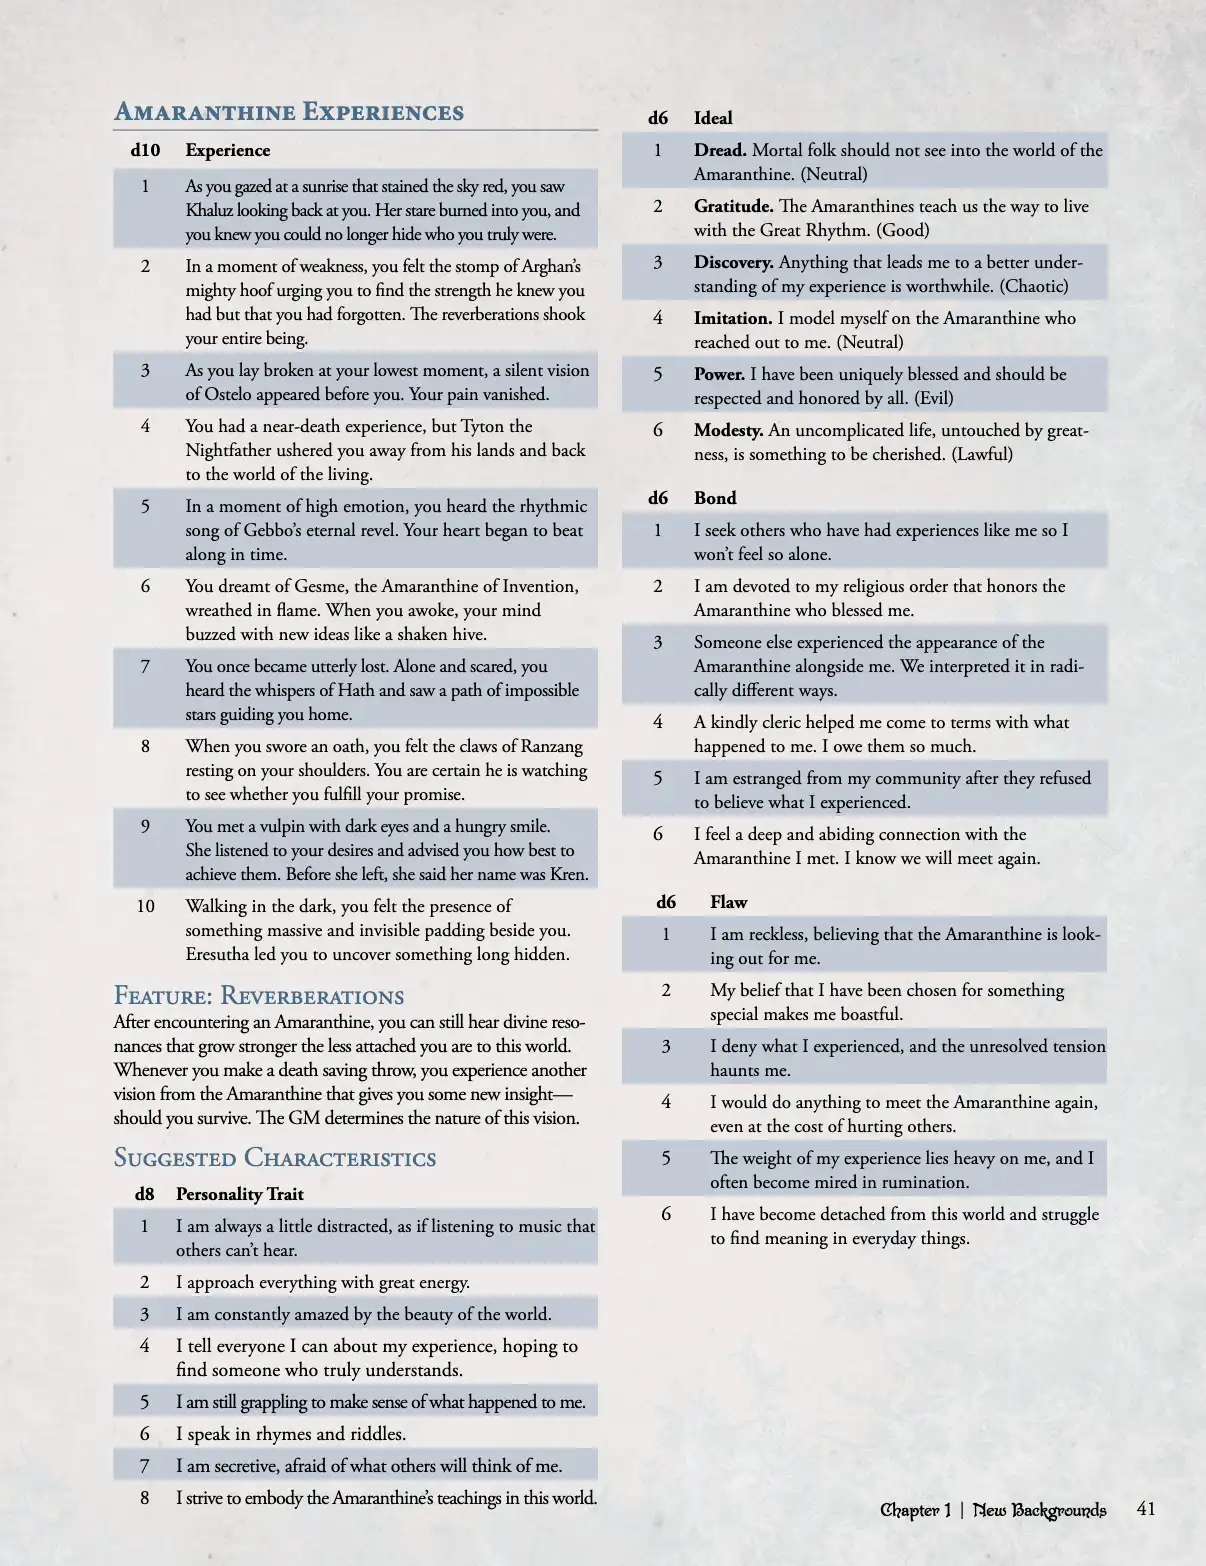 Amaranthine Experiences
d10 Experience
1 As you gazed at a sunrise that stained the sky red, you saw
Khaluz looking back at you. Her stare burned into you, and
you knew you could no longer hide who you truly were.
2 In a moment of weakness, you felt the stomp of Arghan’s
mighty hoof urging you to find the strength he knew you
had but that you had forgotten. The reverberations shook
your entire being.
3 As you lay broken at your lowest moment, a silent vision
of Ostelo appeared before you. Your pain vanished.
4 You had a near-death experience, but Tyton the
Nightfather ushered you away from his lands and back
to the world of the living.
5 In a moment of high emotion, you heard the rhythmic
song of Gebbo’s eternal revel. Your heart began to beat
along in time.
6 You dreamt of Gesme, the Amaranthine of Invention,
wreathed in flame. When you awoke, your mind
buzzed with new ideas like a shaken hive.
7 You once became utterly lost. Alone and scared, you
heard the whispers of Hath and saw a path of impossible
stars guiding you home.
8 When you swore an oath, you felt the claws of Ranzang
resting on your shoulders. You are certain he is watching
to see whether you fulfill your promise.
9 You met a vulpin with dark eyes and a hungry smile.
She listened to your desires and advised you how best to
achieve them. Before she left, she said her name was Kren.
10 Walking in the dark, you felt the presence of
something massive and invisible padding beside you.
Eresutha led you to uncover something long hidden.
Feature: Reverberations
After encountering an Amaranthine, you can still hear divine reso-
nances that grow stronger the less attached you are to this world.
Whenever you make a death saving throw, you experience another
vision from the Amaranthine that gives you some new insight—
should you survive. The GM determines the nature of this vision.
Suggested Characteristics
d8 Personality Trait
1 I am always a little distracted, as if listening to music that
others can’t hear.
2 I approach everything with great energy.
3 I am constantly amazed by the beauty of the world.
4 I tell everyone I can about my experience, hoping to
find someone who truly understands.
5 I am still grappling to make sense of what happened to me.
6 I speak in rhymes and riddles.
7 I am secretive, afraid of what others will think of me.
8 I strive to embody the Amaranthine’s teachings in this world.
d6 Ideal
1 Dread. Mortal folk should not see into the world of the
Amaranthine. (Neutral)
2 Gratitude. The Amaranthines teach us the way to live
with the Great Rhythm. (Good)
3 Discovery. Anything that leads me to a better under-
standing of my experience is worthwhile. (Chaotic)
4 Imitation. I model myself on the Amaranthine who
reached out to me. (Neutral)
5 Power. I have been uniquely blessed and should be
respected and honored by all. (Evil)
6 Modesty. An uncomplicated life, untouched by great-
ness, is something to be cherished. (Lawful)
d6 Bond
1 I seek others who have had experiences like me so I
won’t feel so alone.
2 I am devoted to my religious order that honors the
Amaranthine who blessed me.
3 Someone else experienced the appearance of the
Amaranthine alongside me. We interpreted it in radi-
cally different ways.
4 A kindly cleric helped me come to terms with what
happened to me. I owe them so much.
5 I am estranged from my community after they refused
to believe what I experienced.
6 I feel a deep and abiding connection with the
Amaranthine I met. I know we will meet again.
d6 Flaw
1 I am reckless, believing that the Amaranthine is look-
ing out for me.
2 My belief that I have been chosen for something
special makes me boastful.
3 I deny what I experienced, and the unresolved tension
haunts me.
4 I would do anything to meet the Amaranthine again,
even at the cost of hurting others.
5 The weight of my experience lies heavy on me, and I
often become mired in rumination.
6 I have become detached from this world and struggle
to find meaning in everyday things.
Chapter 1 | New Backgrounds 41